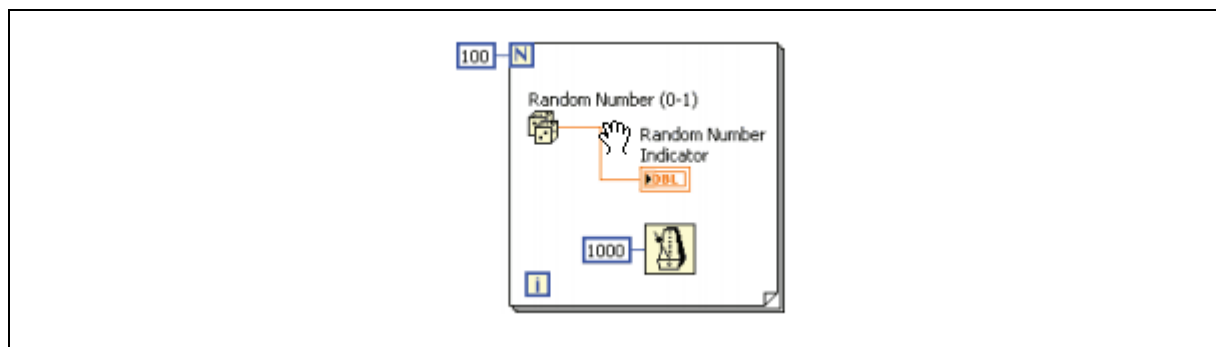 100
N
Random Number (0-1)
Random Number
Indicator
DBL
1000
i